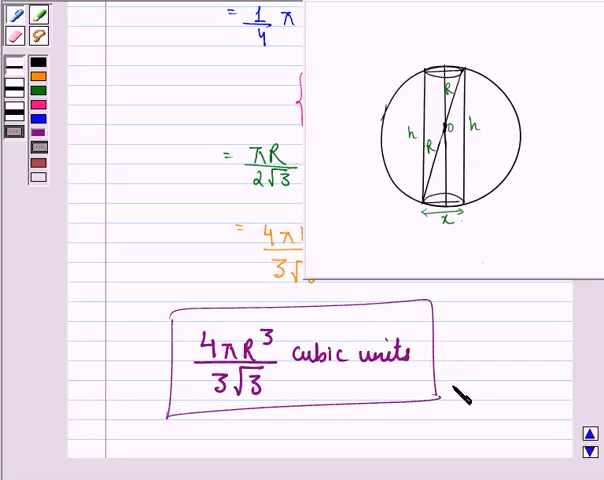 = 1/4 π
= πR / 2√3
= 4π / 3√
4πR³ / 3√3 cubic units
R
O
h R h
x